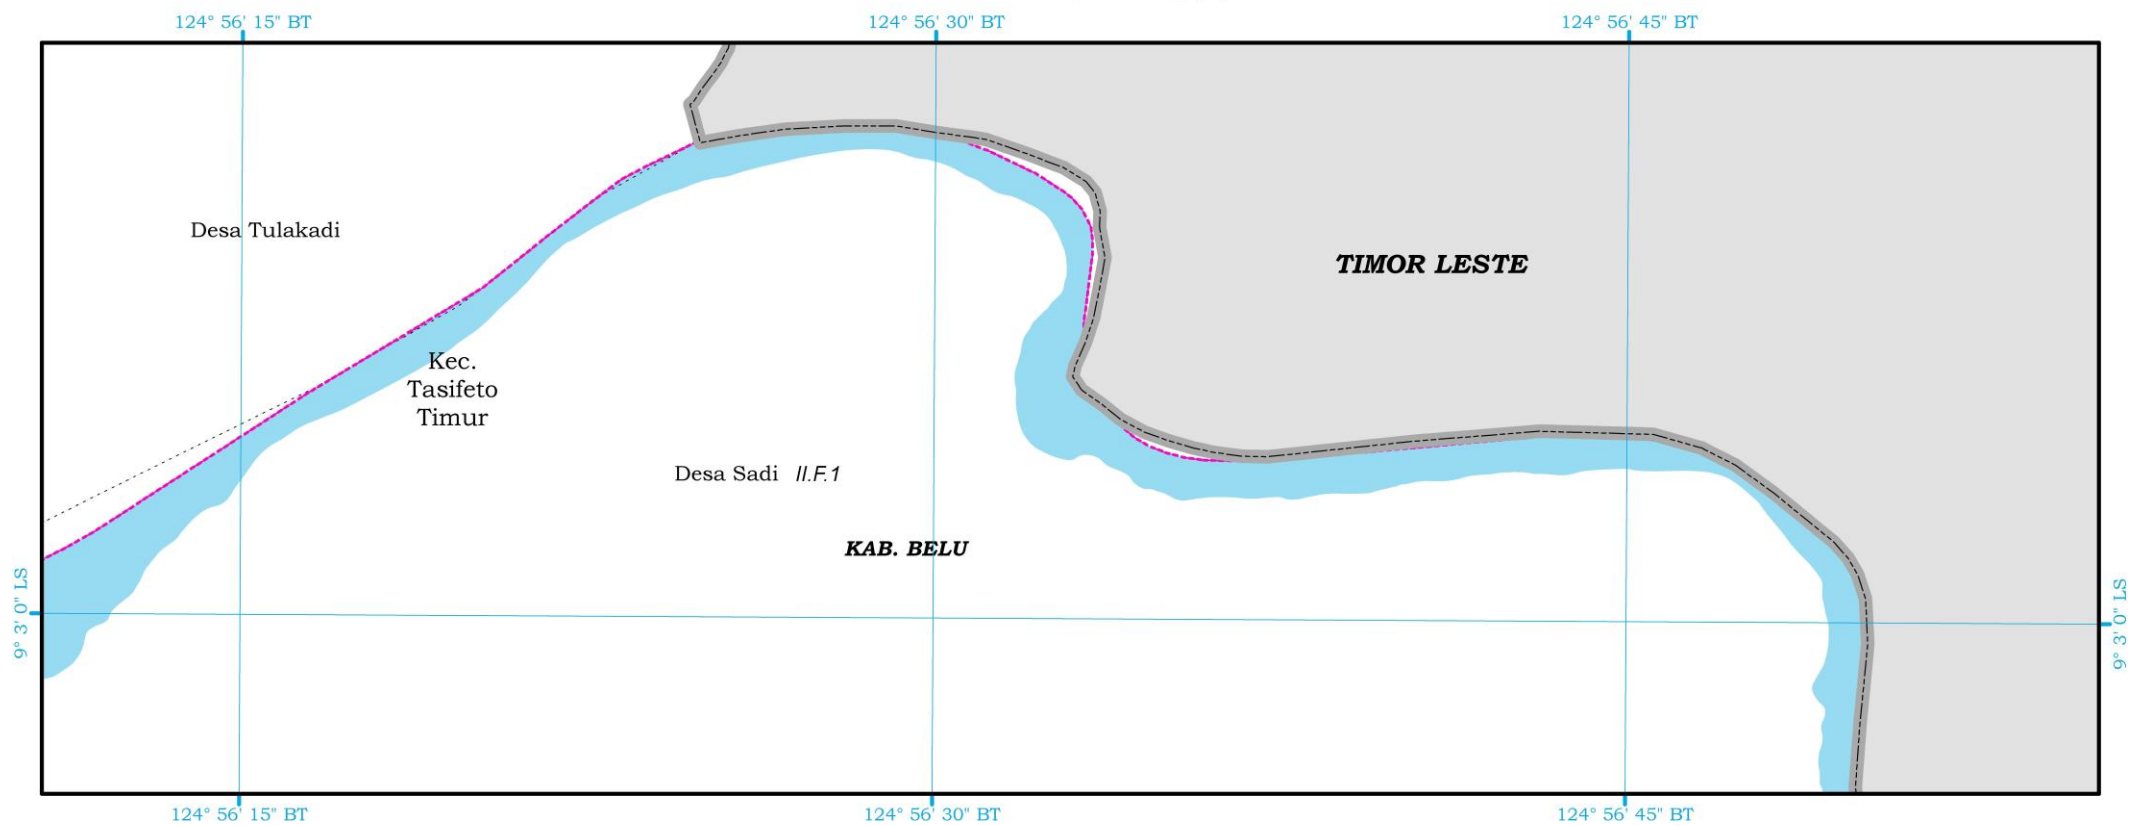 124° 56' 15" BT
124° 56' 30" BT
124° 56' 45" BT
Desa Tulakadi
TIMOR LESTE
Kec.
Tasifeto
Timur
Desa Sadi II.F.1
KAB. BELU
9° 3' 0" LS
9° 3' 0" LS
124° 56' 15" BT
124° 56' 30" BT
124° 56' 45" BT